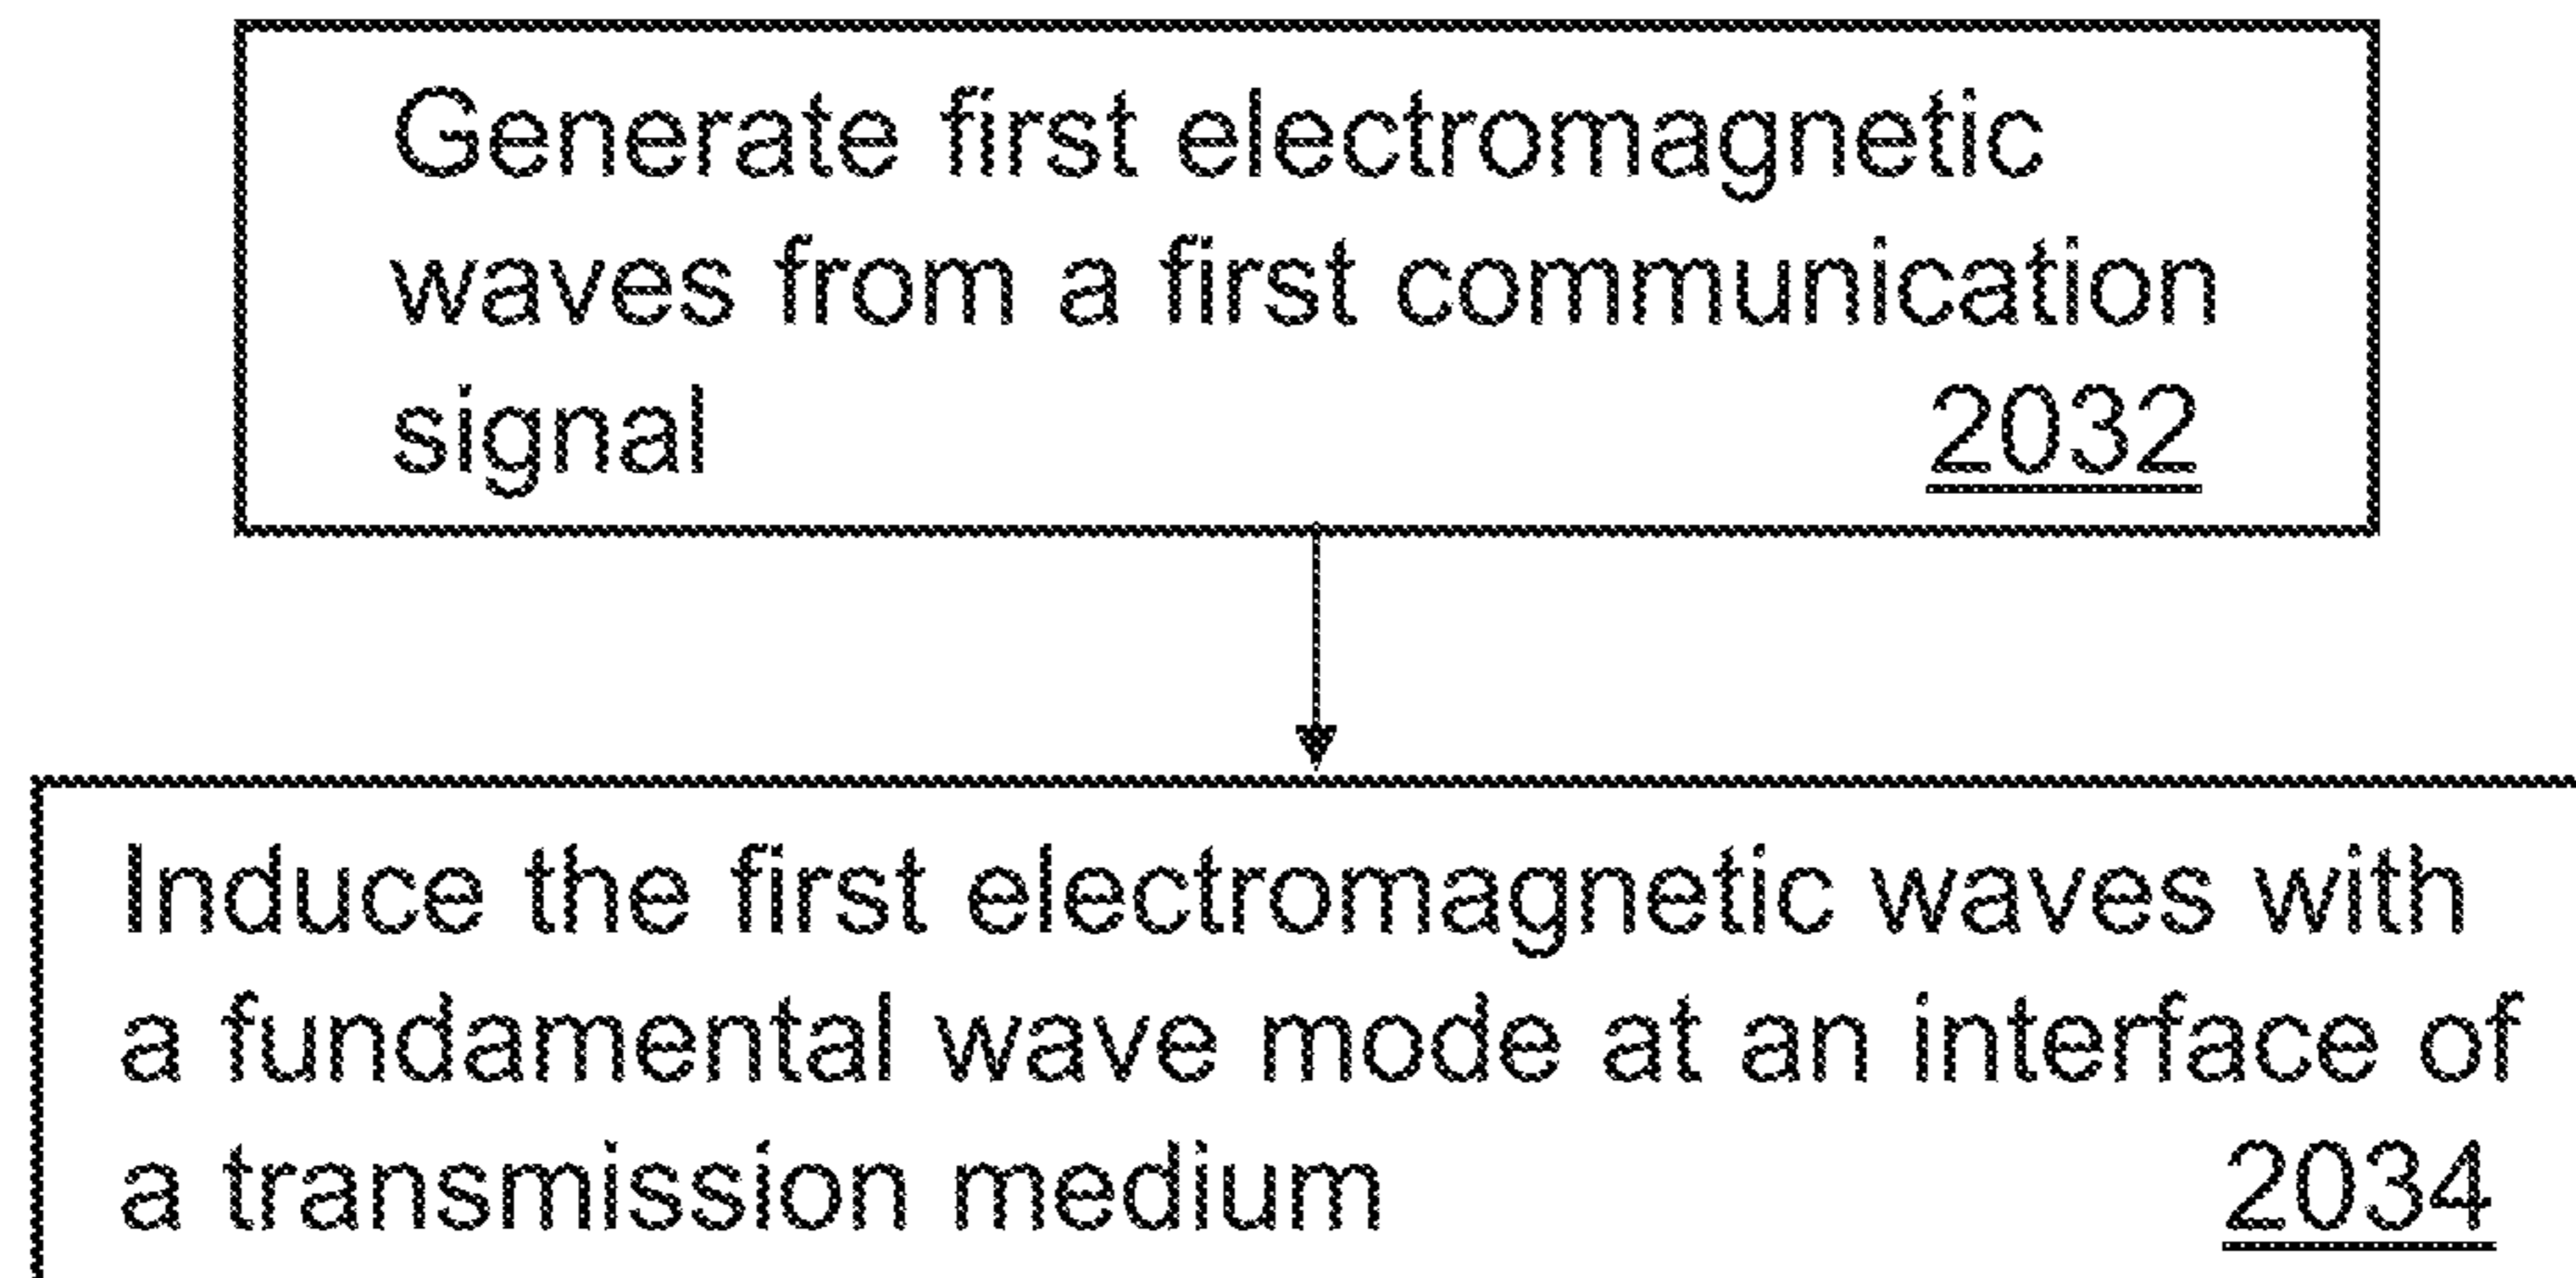 Generate first electromagnetic
waves from a first communication
signal 2032
Induce the first electromagnetic waves with
a fundamental wave mode at an interface of
a transmission medium 2034